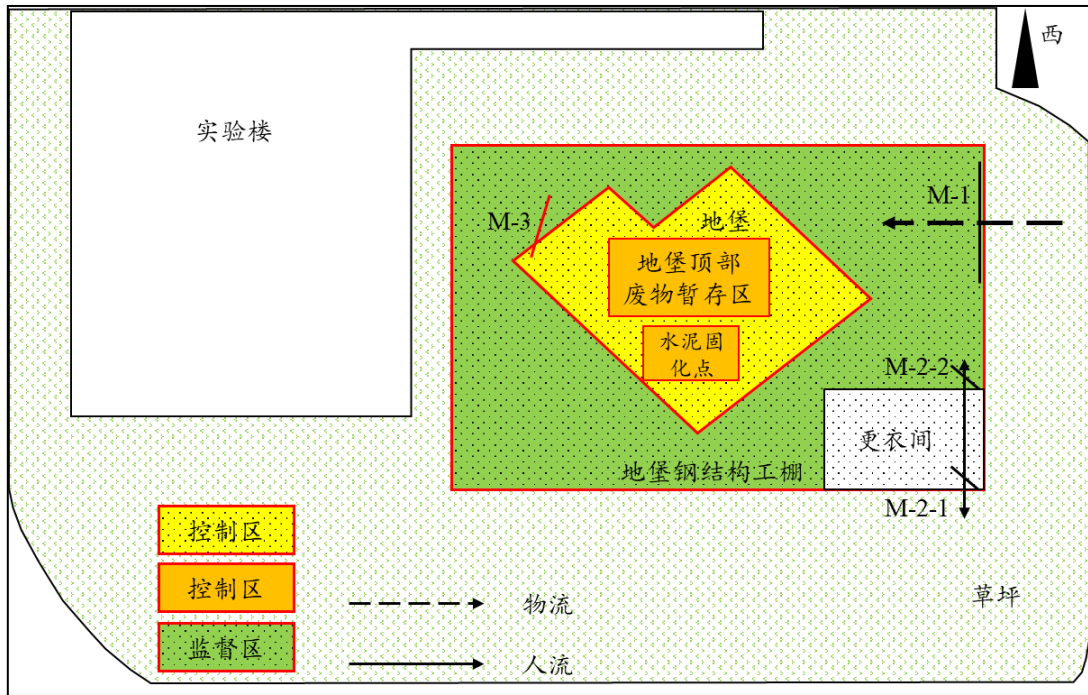 西
实验楼
M-1
M-3
地堡
地堡顶部
废物暂存区
水泥固
化点
M-2-2
更衣间
地堡钢结构工棚
M-2-1
控制区
控制区
物流
草坪
监督区
人流